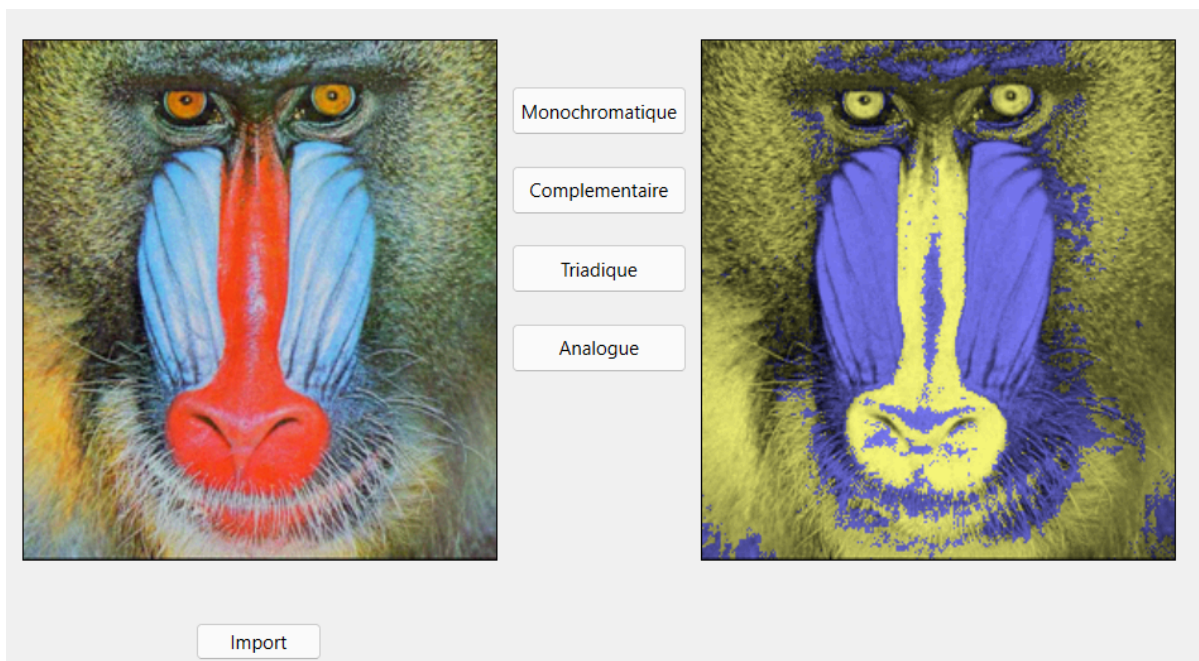 Monochromatique
Complementaire
Triadique
Analogue
Import